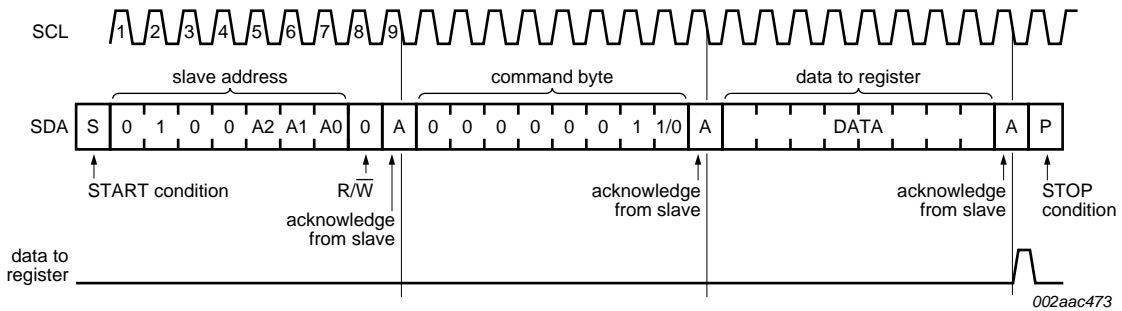 SCL 1 2 3 4 5 6 7 8 9
slave address command byte data to register
SDA S 0 1 0 0 A2 A1 A0 0 A 0 0 0 0 0 0 1 1/0 A DATA A P
START condition R/W̅ acknowledge from slave acknowledge from slave acknowledge from slave STOP condition
data to
register
002aac473